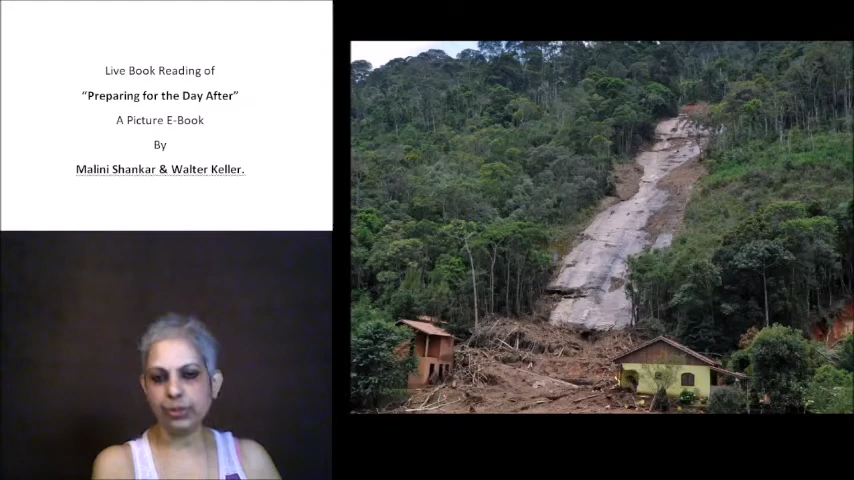 Live Book Reading of
“Preparing for the Day After”
A Picture E-Book
By
Malini Shankar & Walter Keller.